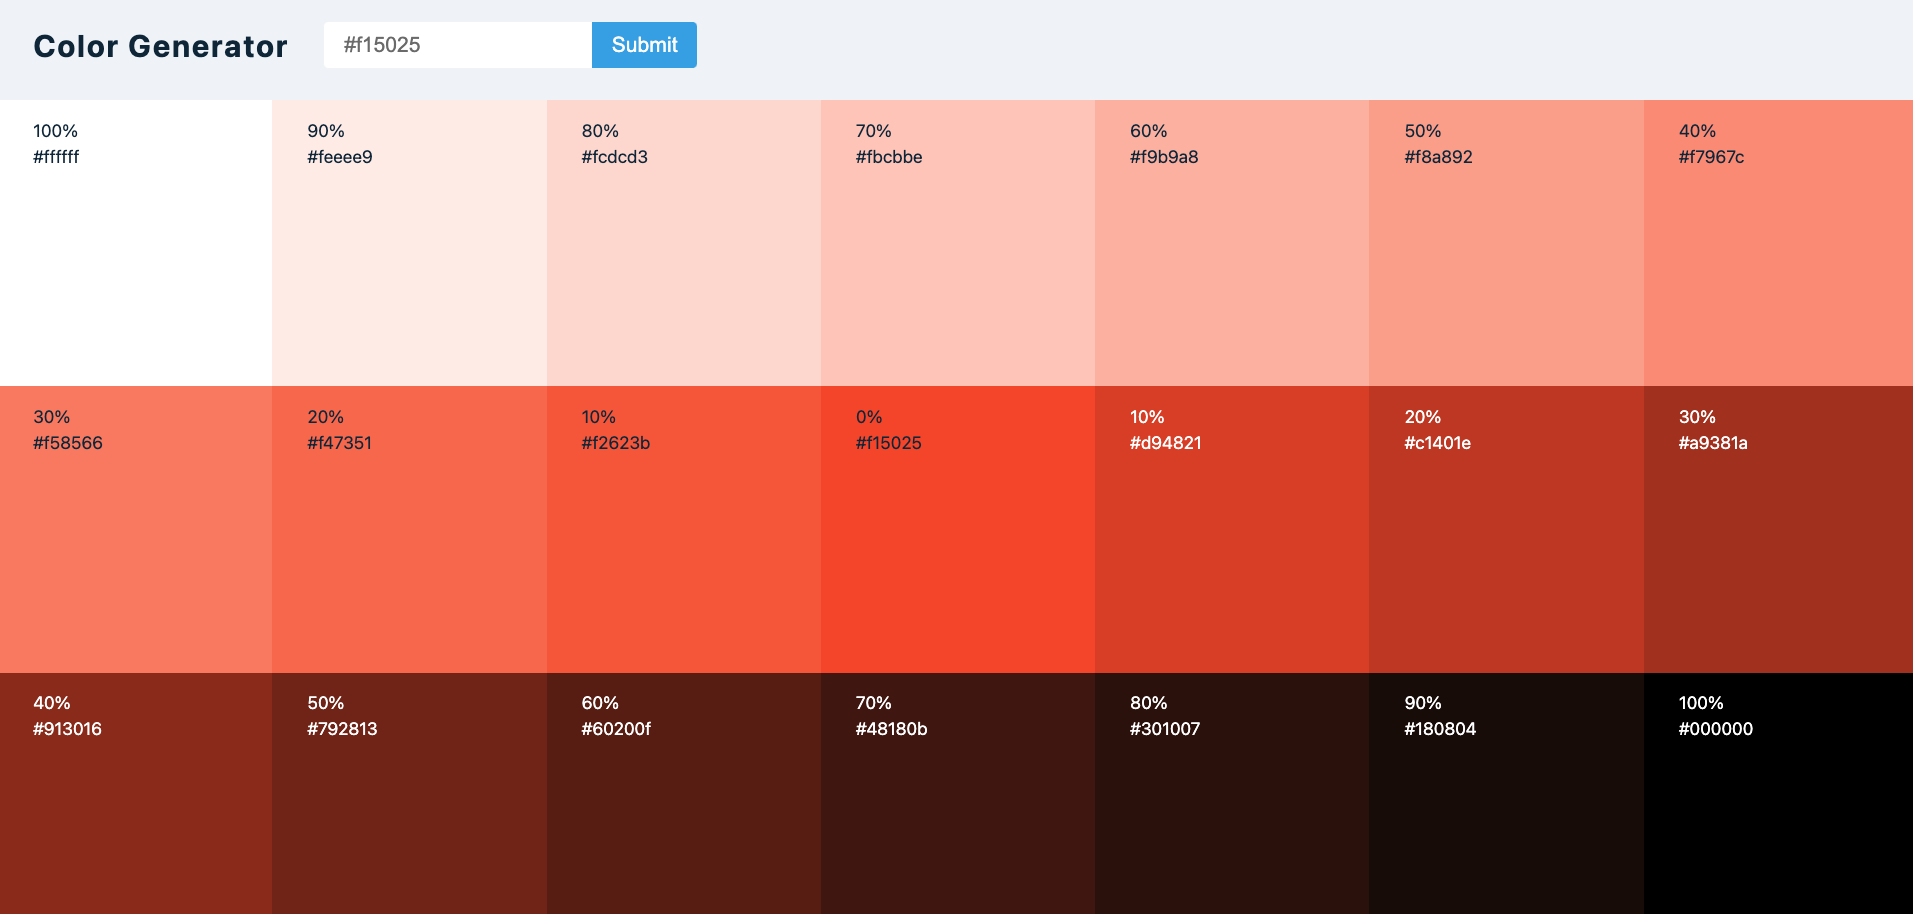 Color Generator
#f15025
Submit
100%
#ffffff
90%
#feeee9
80%
#fcdcd3
70%
#fbcbbe
60%
#f9b9a8
50%
#f8a892
40%
#f7967c
30%
#f58566
20%
#f47351
10%
#f2623b
0%
#f15025
10%
#d94821
20%
#c1401e
30%
#a9381a
40%
#913016
50%
#792813
60%
#60200f
70%
#48180b
80%
#301007
90%
#180804
100%
#000000